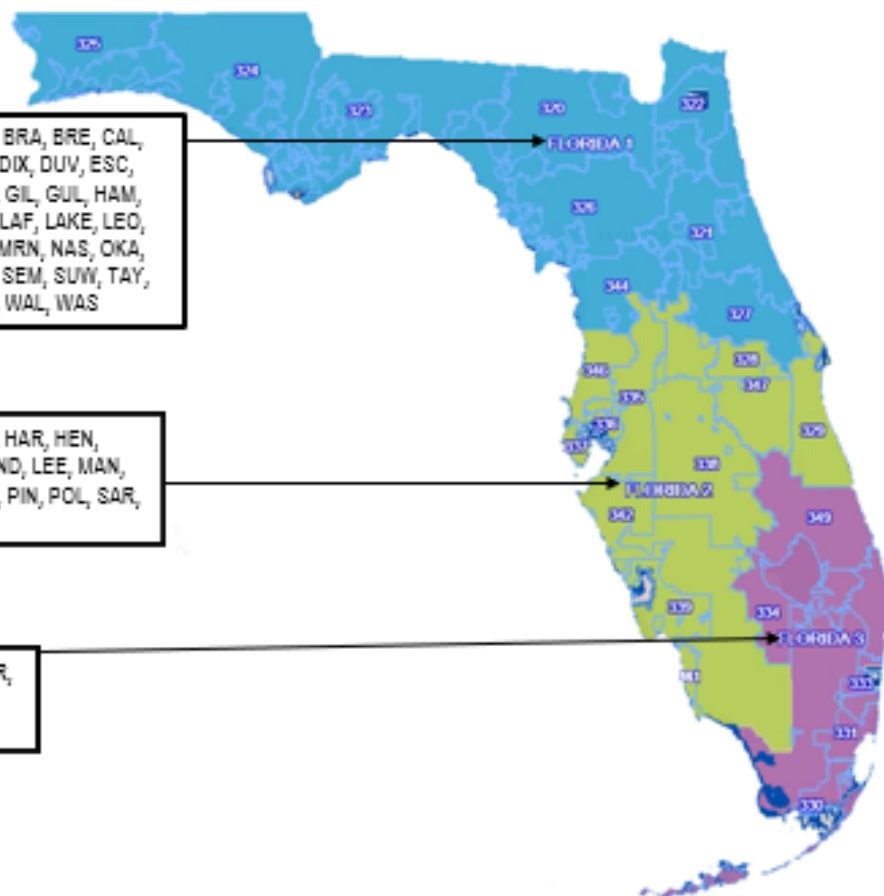 325
324
323
320
322
BRA, BRE, CAL,
DIX, DUV, ESC,
GIL, GUL, HAM,
LAF, LAKE, LEO,
MRN, NAS, OKA,
SEM, SUW, TAY,
WAL, WAS
FLORIDA 1
326
321
344
327
346
328
347
335
336
337
329
HAR, HEN,
ND, LEE, MAN,
PIN, POL, SAR,
338
FLORIDA 2
342
349
339
334
FLORIDA 3
R,
333
331
330